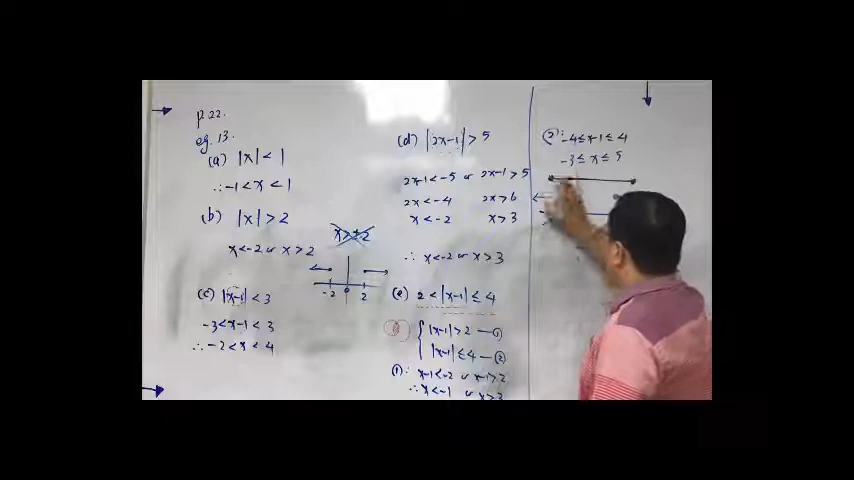 p.22.
eg.13.
(a) |x| < 1
∴ -1 < x < 1
(b) |x| > 2
x < -2 or x > 2
x > ±2
-2 0 2
(c) |x-1| < 3
-3 < x-1 < 3
∴ -2 < x < 4
(d) |2x-1| > 5
2x-1 < -5 or 2x-1 > 5
2x < -4 2x > 6
x < -2 x > 3
∴ x < -2 or x > 3
(e) 2 < |x-1| ≤ 4
|x-1| > 2 —①
|x-1| ≤ 4 —②
①: x-1 < -2 or x-1 > 2
∴ x < -1 or x > 3
②: -4 ≤ x-1 ≤ 4
-3 ≤ x ≤ 5